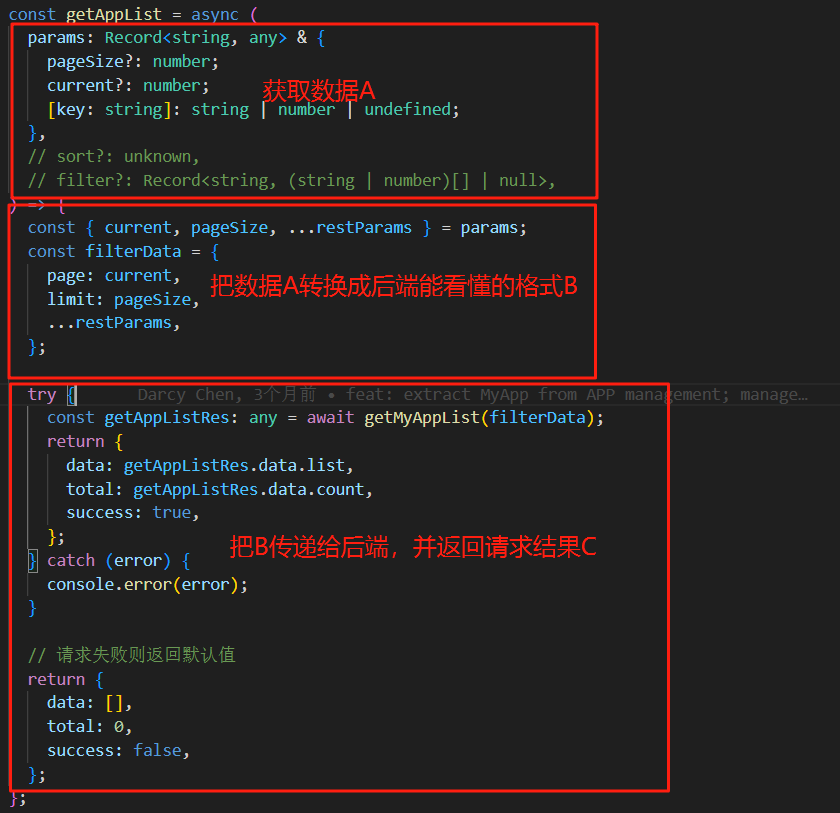 const getAppList = async (
params: Record<string, any> & {
pageSize?: number;
current?: number;
获取数据A
[key: string]: string | number | undefined;
},
// sort?: unknown,
// filter?: Record<string, (string | number)[] | null>,
) => {
const { current, pageSize, ...restParams } = params;
const filterData = {
page: current,
把数据A转换成后端能看懂的格式B
limit: pageSize,
...restParams,
};
try { Darcy Chen, 3个月前 • feat: extract MyApp from APP management; manage…
const getAppListRes: any = await getMyAppList(filterData);
return {
data: getAppListRes.data.list,
total: getAppListRes.data.count,
success: true,
};
把B传递给后端，并返回请求结果C
} catch (error) {
console.error(error);
}
// 请求失败则返回默认值
return {
data: [],
total: 0,
success: false,
};
};